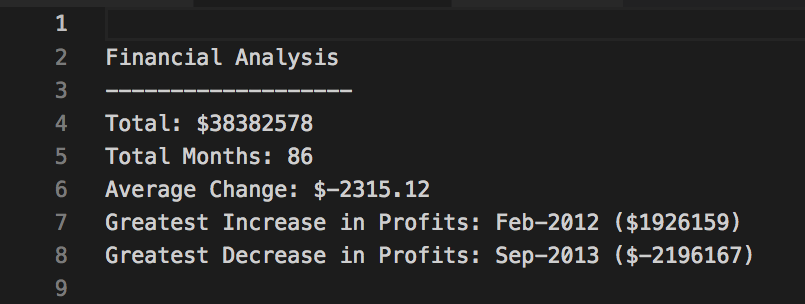 1
2 Financial Analysis
3 -------------------
4 Total: $38382578
5 Total Months: 86
6 Average Change: $-2315.12
7 Greatest Increase in Profits: Feb-2012 ($1926159)
8 Greatest Decrease in Profits: Sep-2013 ($-2196167)
9